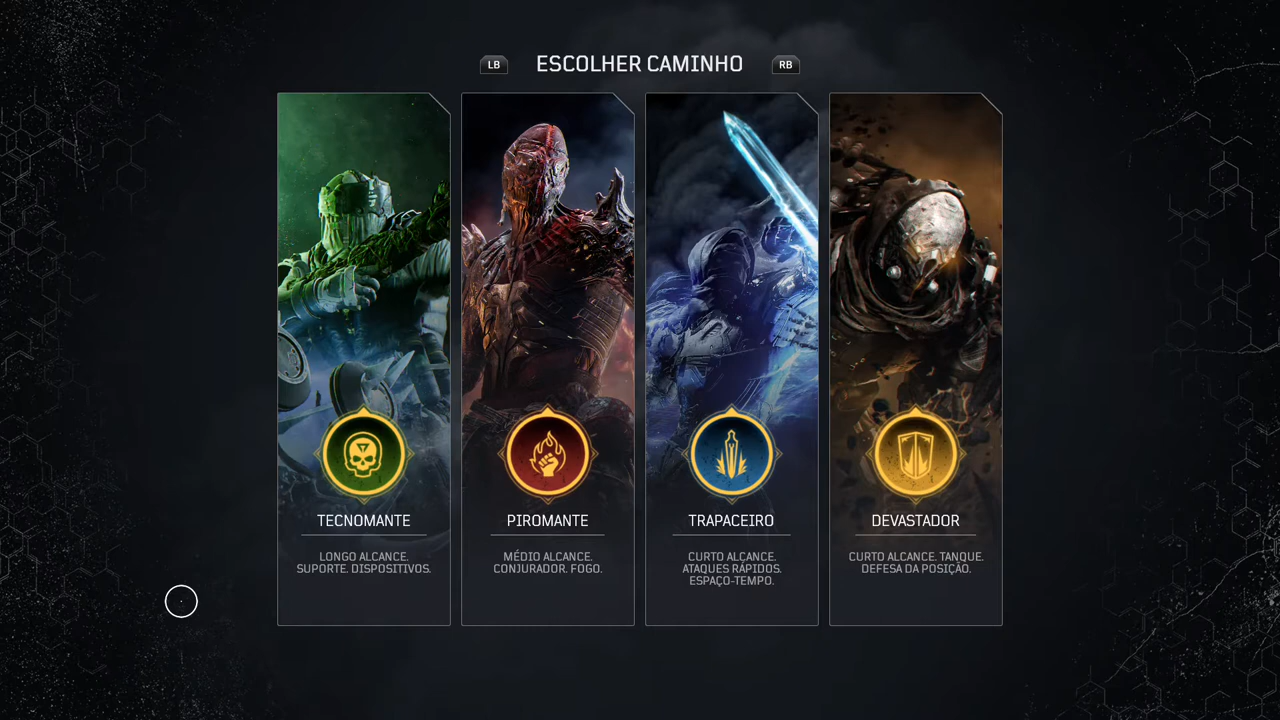 LB ESCOLHER CAMINHO RB
TECNOMANTE
LONGO ALCANCE.
SUPORTE. DISPOSITIVOS.
PIROMANTE
MÉDIO ALCANCE.
CONJURADOR. FOGO.
TRAPACEIRO
CURTO ALCANCE.
ATAQUES RÁPIDOS.
ESPAÇO-TEMPO.
DEVASTADOR
CURTO ALCANCE. TANQUE.
DEFESA DA POSIÇÃO.